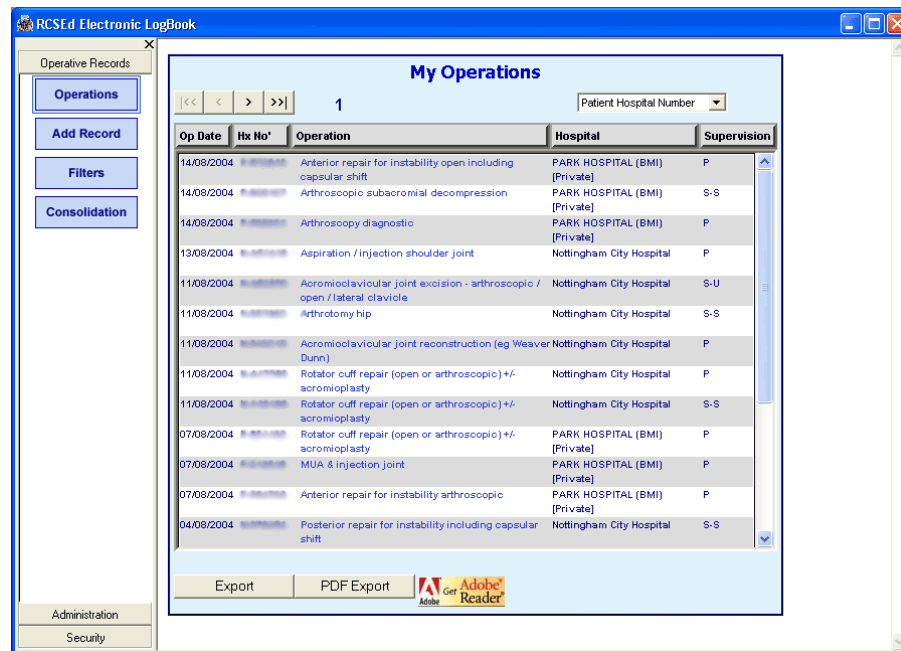 RCSEd Electronic LogBook
Operative Records
Operations
Add Record
Filters
Consolidation
Administration
Security
My Operations
|<< < > >>| 1 Patient Hospital Number
Op Date Hx No' Operation Hospital Supervision
14/08/2004 Anterior repair for instability open including PARK HOSPITAL (BMI) P
capsular shift [Private]
14/08/2004 Arthroscopic subacromial decompression PARK HOSPITAL (BMI) S-S
[Private]
14/08/2004 Arthroscopy diagnostic PARK HOSPITAL (BMI) P
[Private]
13/08/2004 Aspiration / injection shoulder joint Nottingham City Hospital P
11/08/2004 Acromioclavicular joint excision - arthroscopic / Nottingham City Hospital S-U
open / lateral clavicle
11/08/2004 Arthrotomy hip Nottingham City Hospital S-S
11/08/2004 Acromioclavicular joint reconstruction (eg Weaver Nottingham City Hospital P
Dunn)
11/08/2004 Rotator cuff repair (open or arthroscopic) +/- Nottingham City Hospital P
acromioplasty
11/08/2004 Rotator cuff repair (open or arthroscopic) +/- Nottingham City Hospital S-S
acromioplasty
07/08/2004 Rotator cuff repair (open or arthroscopic) +/- PARK HOSPITAL (BMI) P
acromioplasty [Private]
07/08/2004 MUA & injection joint PARK HOSPITAL (BMI) P
[Private]
07/08/2004 Anterior repair for instability arthroscopic PARK HOSPITAL (BMI) P
[Private]
04/08/2004 Posterior repair for instability including capsular Nottingham City Hospital S-S
shift
Export PDF Export Adobe Get Adobe Reader